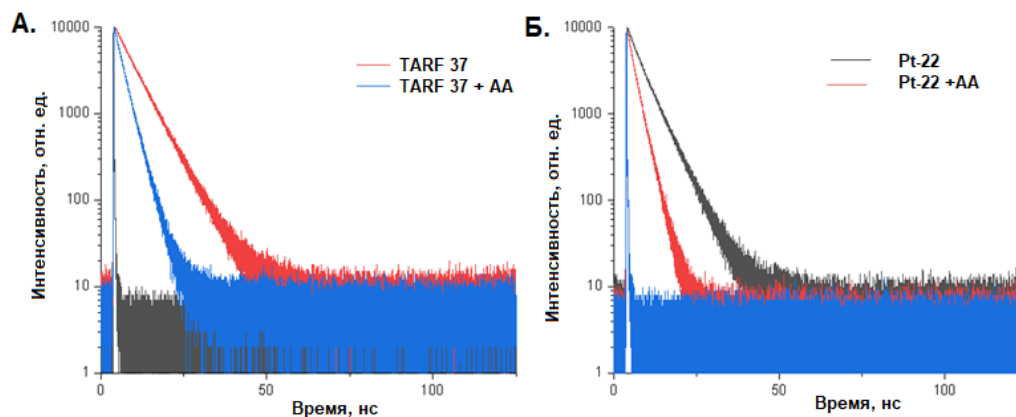 А.
Интенсивность, отн. ед.
10000
1000
100
10
1
TARF 37
TARF 37 + AA
0
50
100
Время, нс
Б.
Интенсивность, отн. ед.
10000
1000
100
10
1
Pt-22
Pt-22 +AA
0
50
100
Время, нс